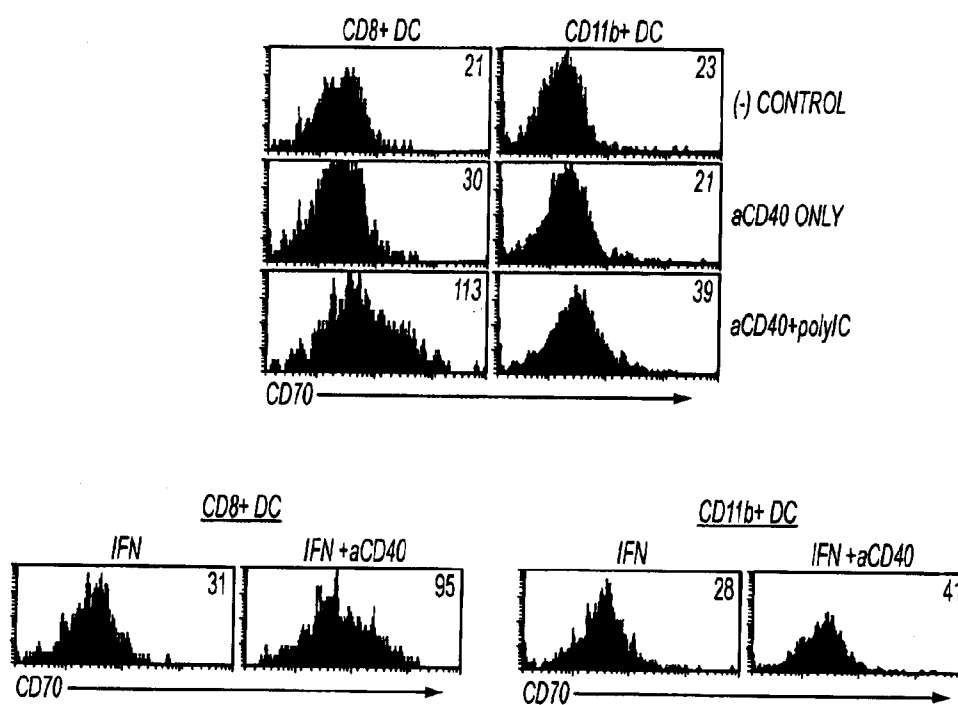 CD8+ DC CD11b+ DC
21 23 (-) CONTROL
30 21 aCD40 ONLY
113 39 aCD40+polyIC
CD70
CD8+ DC CD11b+ DC
IFN IFN +aCD40 IFN IFN +aCD40
31 95 28 41
CD70 CD70